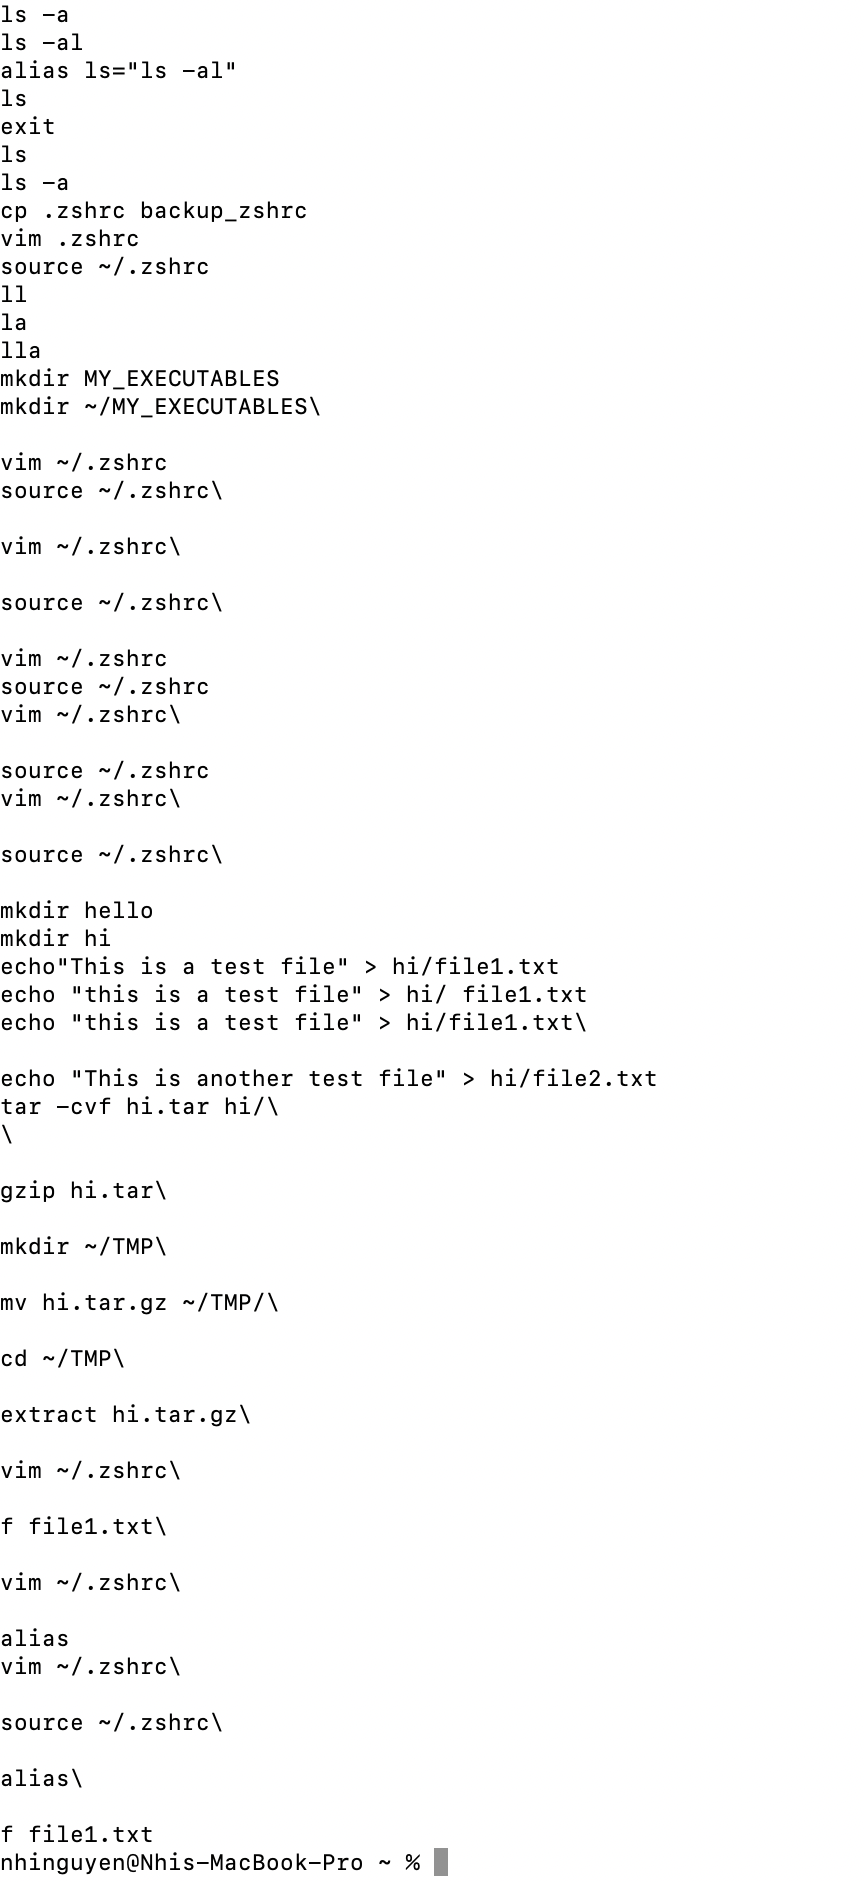 ls -a
ls -al
alias ls="ls -al"
ls
exit
ls
ls -a
cp .zshrc backup_zshrc
vim .zshrc
source ~/.zshrc
ll
la
lla
mkdir MY_EXECUTABLES
mkdir ~/MY_EXECUTABLES\
vim ~/.zshrc
source ~/.zshrc\
vim ~/.zshrc\
source ~/.zshrc\
vim ~/.zshrc
source ~/.zshrc
vim ~/.zshrc\
source ~/.zshrc
vim ~/.zshrc\
source ~/.zshrc\
mkdir hello
mkdir hi
echo"This is a test file" > hi/file1.txt
echo "this is a test file" > hi/ file1.txt
echo "this is a test file" > hi/file1.txt\
echo "This is another test file" > hi/file2.txt
tar -cvf hi.tar hi/\
\
gzip hi.tar\
mkdir ~/TMP\
mv hi.tar.gz ~/TMP/\
cd ~/TMP\
extract hi.tar.gz\
vim ~/.zshrc\
f file1.txt\
vim ~/.zshrc\
alias
vim ~/.zshrc\
source ~/.zshrc\
alias\
f file1.txt
nhinguyen@Nhis-MacBook-Pro ~ %